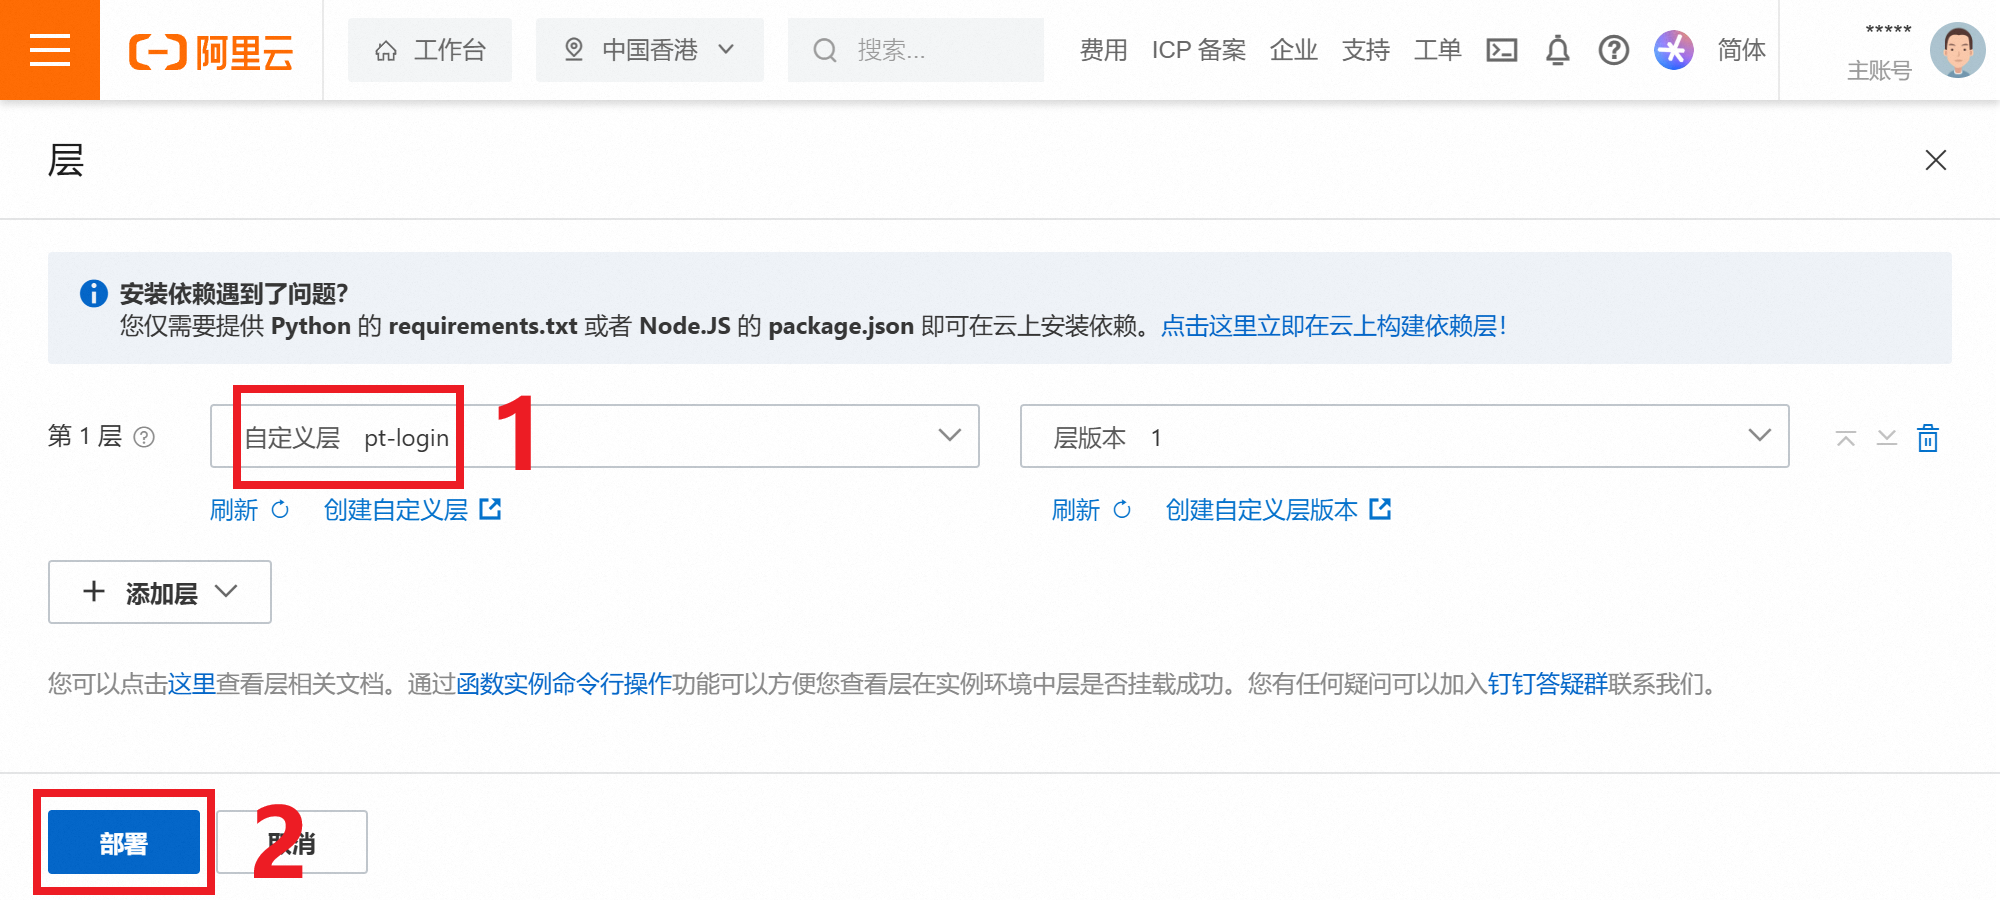 阿里云 工作台 中国香港 搜索... 费用 ICP 备案 企业 支持 工单 简体 *****
主账号
层
安装依赖遇到了问题?
您仅需要提供 Python 的 requirements.txt 或者 Node.JS 的 package.json 即可在云上安装依赖。点击这里立即在云上构建依赖层!
第 1 层 自定义层 pt-login 1 层版本 1
刷新 创建自定义层 刷新 创建自定义层版本
添加层
您可以点击这里查看层相关文档。通过函数实例命令行操作功能可以方便您查看层在实例环境中层是否挂载成功。您有任何疑问可以加入钉钉答疑群联系我们。
部署 2 取消